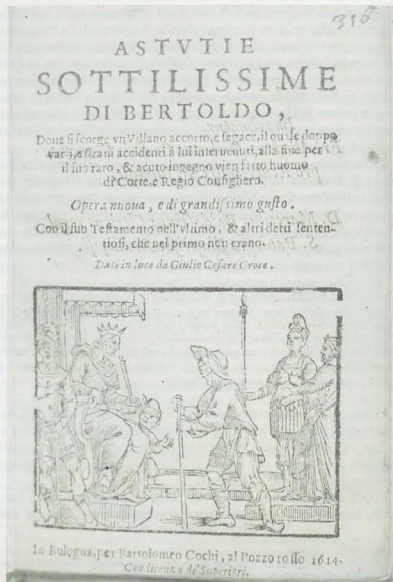 316
ASTVTIE
SOTTILISSIME
DI BERTOLDO,
Doue si scorge vn Villano accorto, e sagace, il quale doppo
varij, e strani accidenti à lui interuenuti, alla fine per
il suo raro, & acuto ingegno vien fatto huomo
di Corte, e Regio Consigliero.
Opera nuoua, e di grandissimo gusto.
Con il suo Testamento nell'vltimo, & altri detti senten-
tiosi, che nel primo non erano.
Date in luce da Giulio Cesare Croce.
In Bologna, per Bartolomeo Cochi, al Pozzo rosso 1614.
Con licenza de' Superiori.